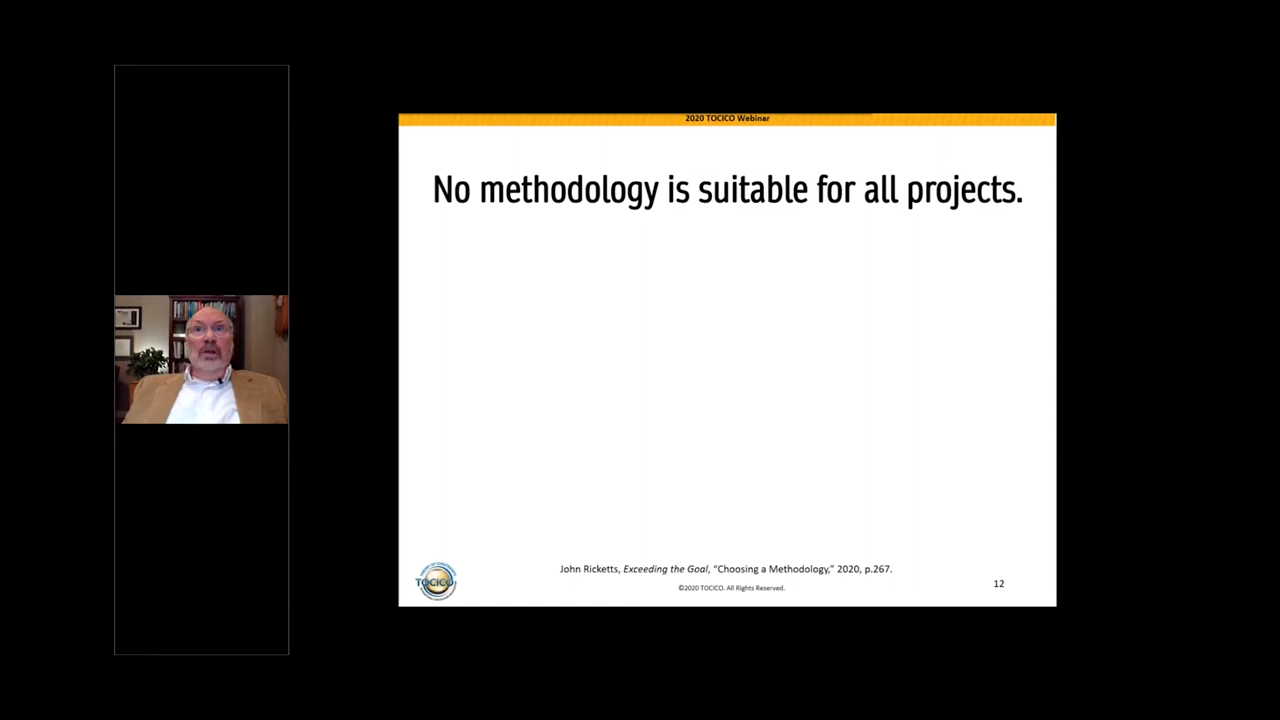 2020 TOCICO Webinar
No methodology is suitable for all projects.
John Ricketts, Exceeding the Goal, “Choosing a Methodology,” 2020, p.267.
TOCICO
©2020 TOCICO. All Rights Reserved.
12